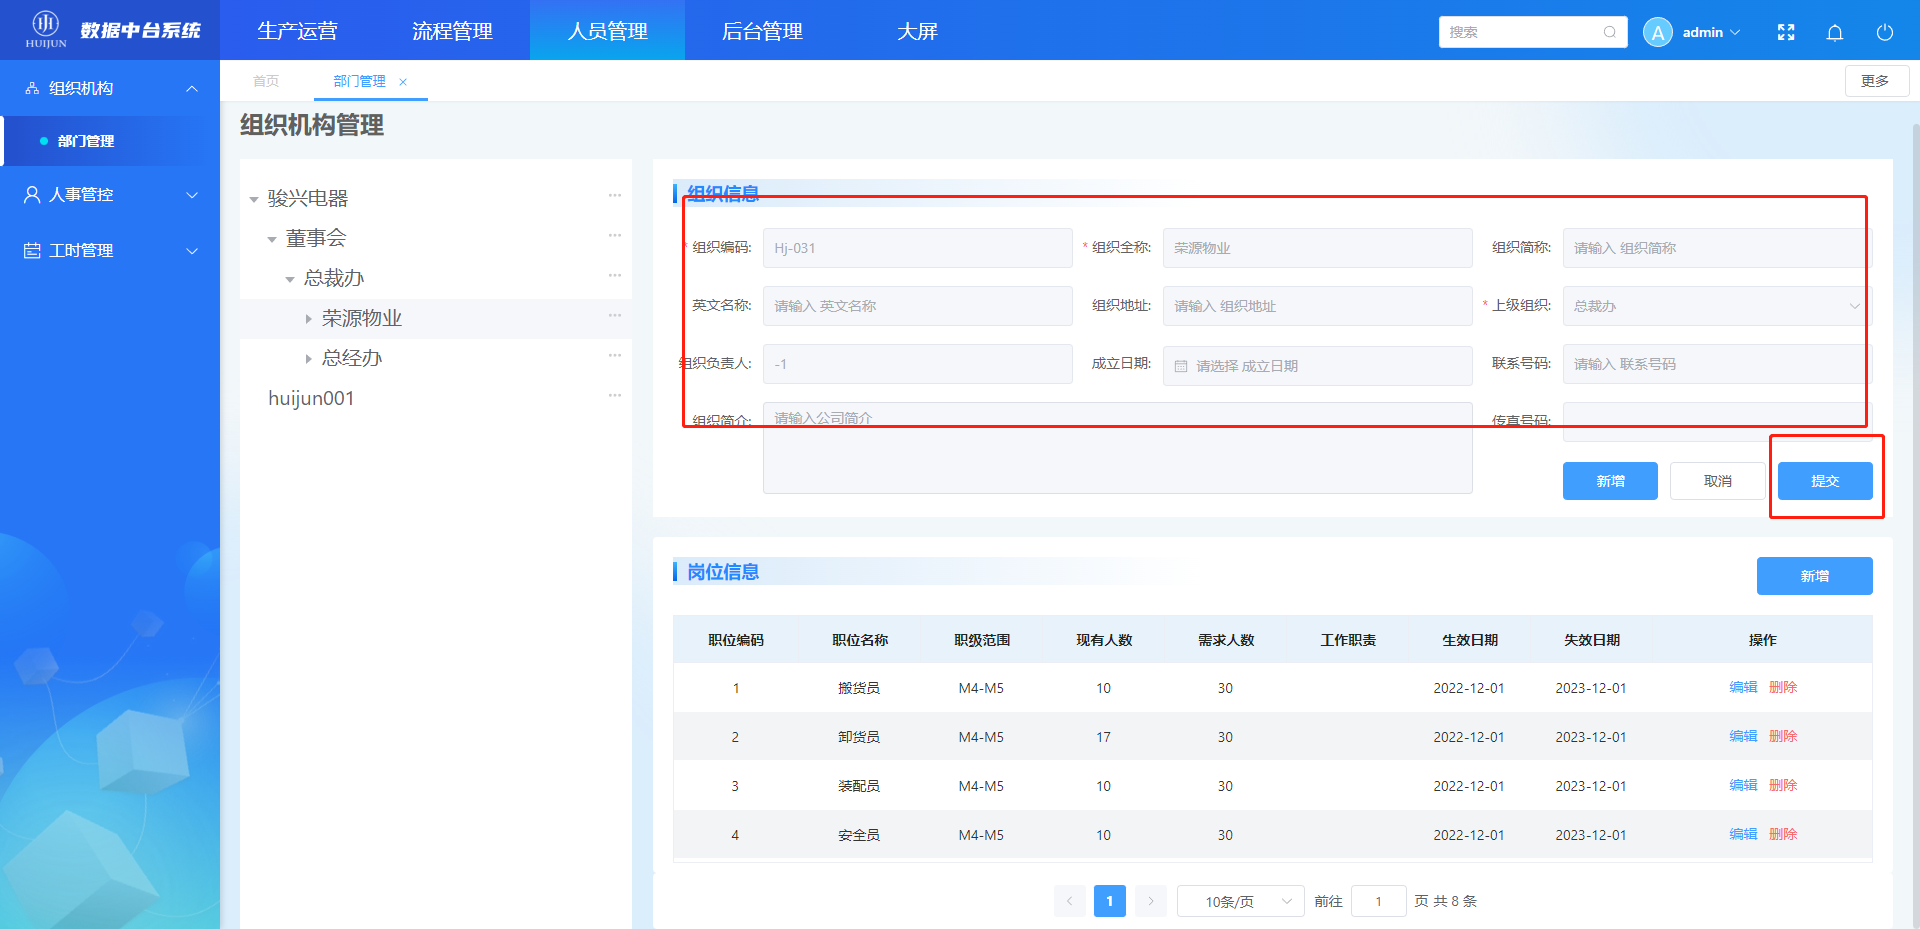 HUIJUN
数据中台系统
生产运营
流程管理
人员管理
后台管理
大屏
搜索
A
admin
组织机构
部门管理
人事管控
工时管理
首页
部门管理
更多
组织机构管理
骏兴电器
董事会
总裁办
荣源物业
总经办
huijun001
组织信息
* 组织编码: Hj-031
* 组织全称: 荣源物业
组织简称: 请输入 组织简称
英文名称: 请输入 英文名称
组织地址: 请输入 组织地址
* 上级组织: 总裁办
组织负责人: -1
成立日期: 请选择 成立日期
联系号码: 请输入 联系号码
组织简介: 请输入公司简介
传真号码:
新增 取消 提交
岗位信息
新增
职位编码 职位名称 职级范围 现有人数 需求人数 工作职责 生效日期 失效日期 操作
1 搬货员 M4-M5 10 30 2022-12-01 2023-12-01 编辑 删除
2 卸货员 M4-M5 17 30 2022-12-01 2023-12-01 编辑 删除
3 装配员 M4-M5 10 30 2022-12-01 2023-12-01 编辑 删除
4 安全员 M4-M5 10 30 2022-12-01 2023-12-01 编辑 删除
1 10条/页 前往 1 页 共 8 条